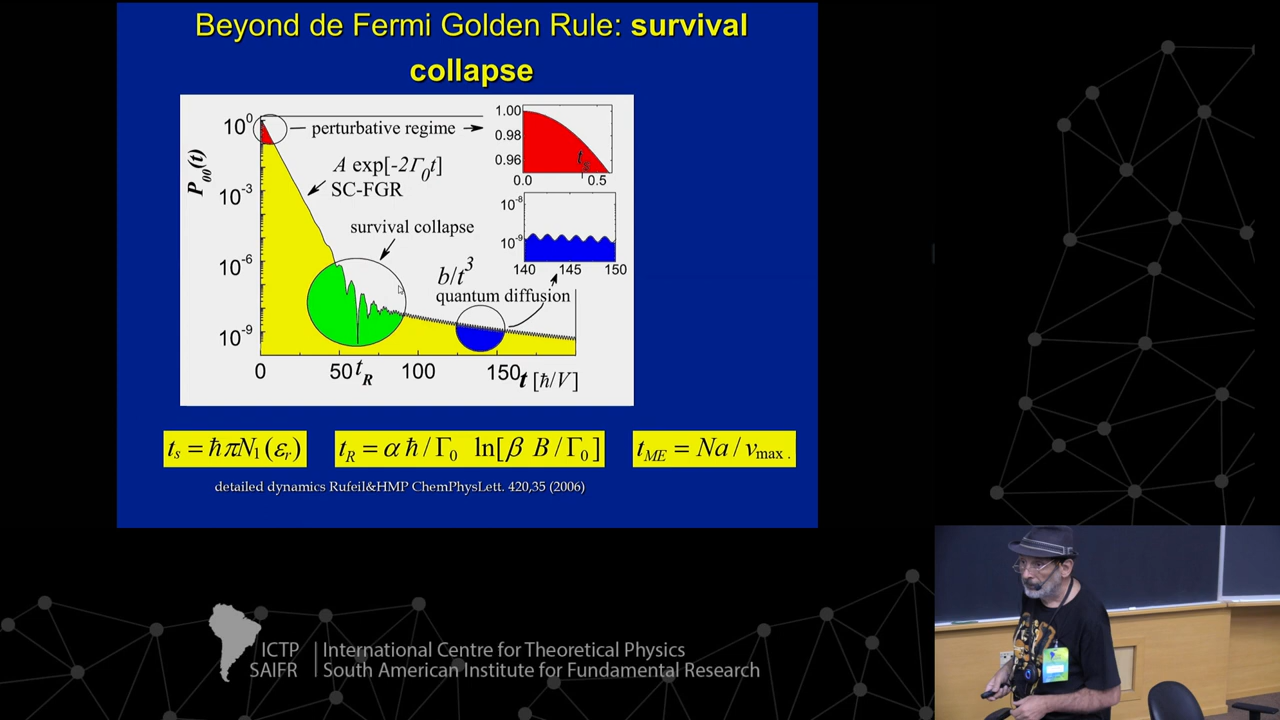 Beyond de Fermi Golden Rule: survival
collapse
P₀₀(t)
10⁰
10⁻³
10⁻⁶
10⁻⁹
perturbative regime
A exp[-2Γ₀t]
SC-FGR
survival collapse
b/t³
quantum diffusion
1.00
0.98
0.96
tₛ
0.0
0.5
10⁻⁸
10⁻⁹
140
145
150
0
50
t_R
100
150
t [ħ/V]
tₛ = ħπN₁(εᵣ)
t_R = α ħ / Γ₀ ln[β B / Γ₀]
t_ME = Na / v_max .
detailed dynamics Rufeil&HMP ChemPhysLett. 420,35 (2006)
ICTP
SAIFR
International Centre for Theoretical Physics
South American Institute for Fundamental Research